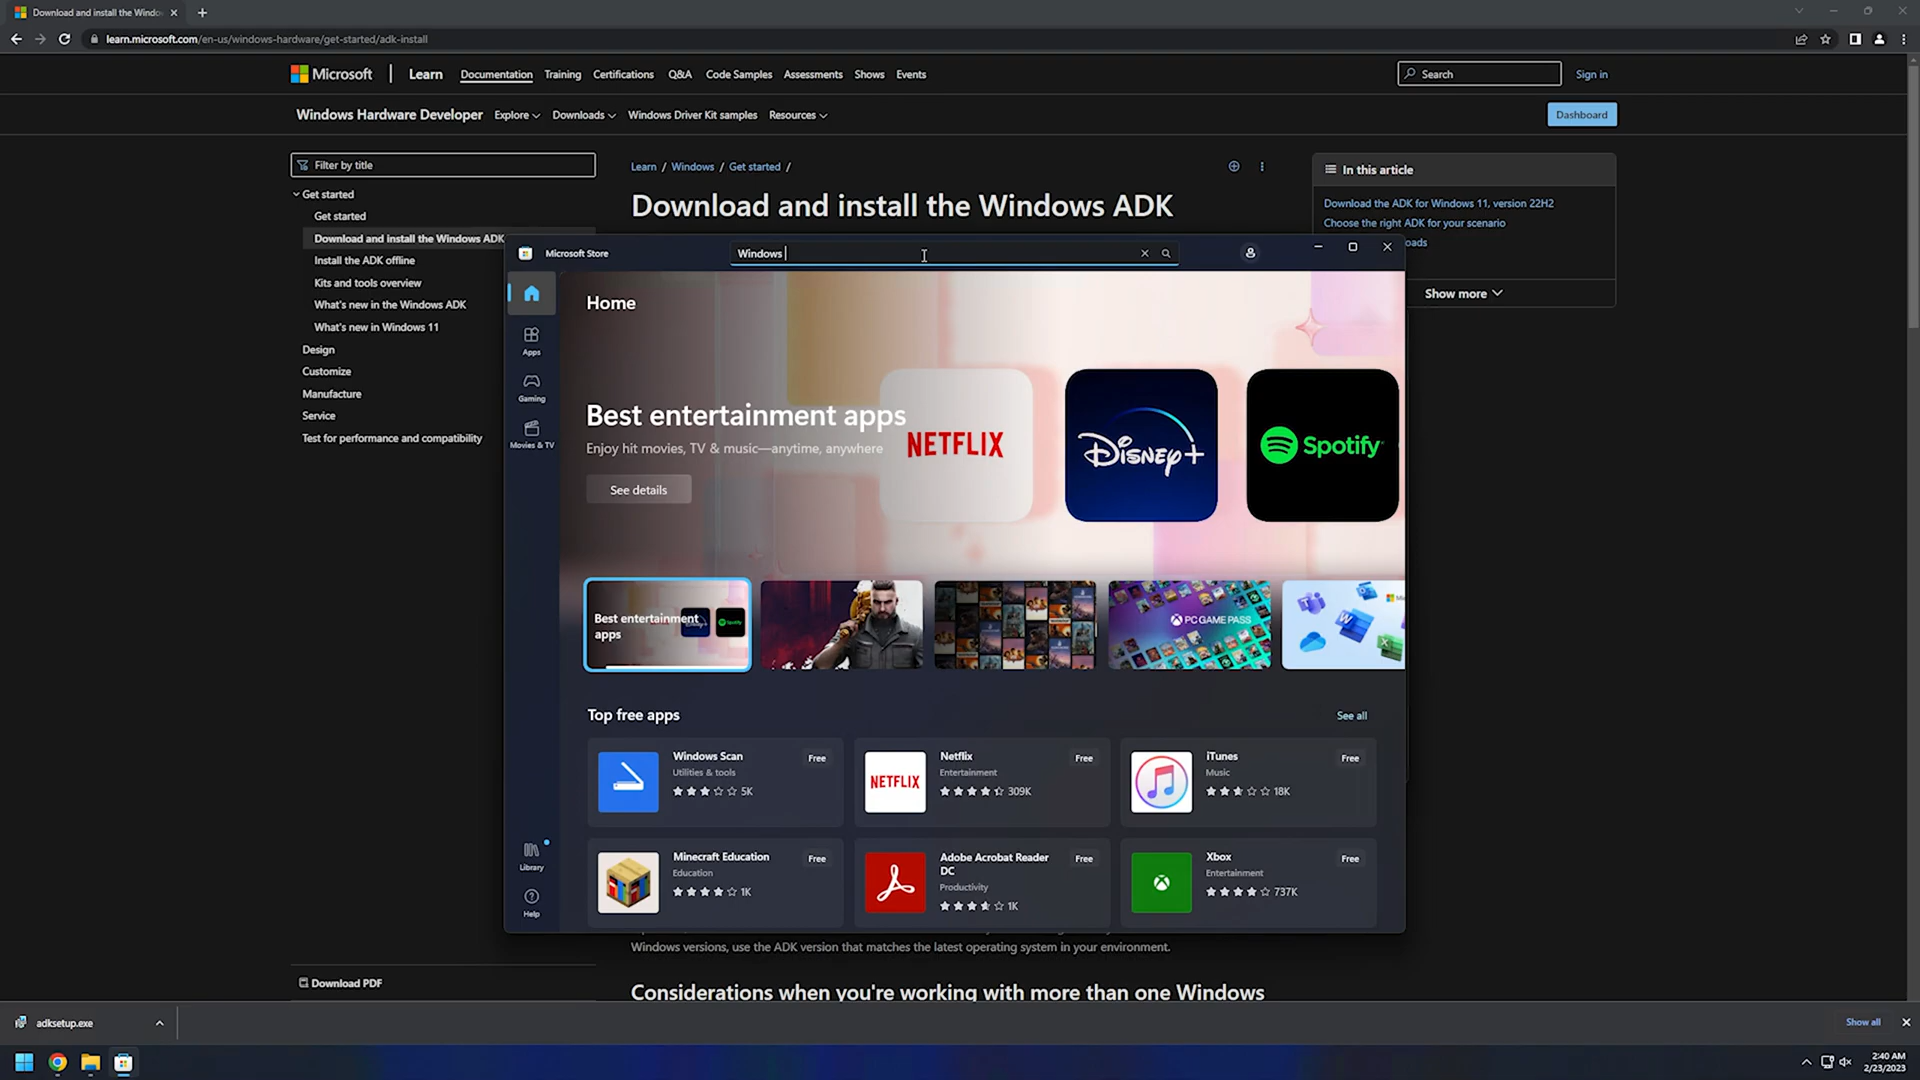 Download and install the Windo
learn.microsoft.com/en-us/windows-hardware/get-started/adk-install
Microsoft
Learn
Documentation
Training
Certifications
Q&A
Code Samples
Assessments
Shows
Events
Search
Sign in
Windows Hardware Developer
Explore
Downloads
Windows Driver Kit samples
Resources
Dashboard
Filter by title
Get started
Get started
Download and install the Windows ADK
Install the ADK offline
Kits and tools overview
What's new in the Windows ADK
What's new in Windows 11
Design
Customize
Manufacture
Service
Test for performance and compatibility
Download PDF
Learn / Windows / Get started /
Download and install the Windows ADK
In this article
Download the ADK for Windows 11, version 22H2
Choose the right ADK for your scenario
oads
Show more
Microsoft Store
Windows
Home
Apps
Gaming
Movies & TV
Library
Help
Best entertainment apps
Enjoy hit movies, TV & music—anytime, anywhere
See details
NETFLIX
Disney+
Spotify
Best entertainment
apps
Spotify
PC GAME PASS
Top free apps
See all
Windows Scan
Free
Utilities & tools
5K
NETFLIX
Netflix
Free
Entertainment
309K
iTunes
Free
Music
18K
Minecraft Education
Free
Education
1K
Adobe Acrobat Reader
DC
Free
Productivity
1K
Xbox
Free
Entertainment
737K
Windows versions, use the ADK version that matches the latest operating system in your environment.
Considerations when you're working with more than one Windows
adksetup.exe
Show all
2:40 AM
2/23/2023